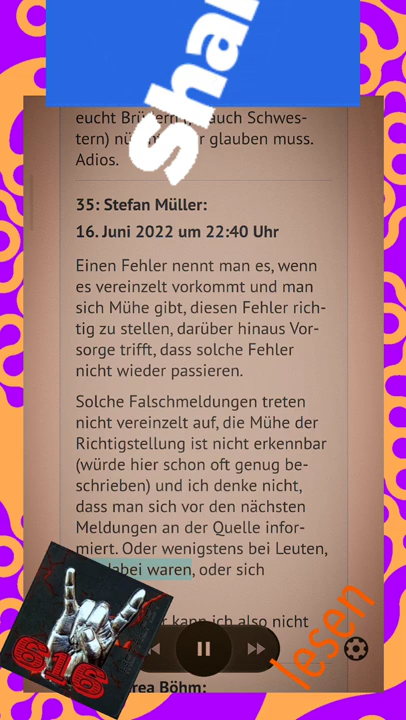 Shar
eucht Brüdern auch Schwes-
tern) glauben muss.
Adios.
35: Stefan Müller:
16. Juni 2022 um 22:40 Uhr
Einen Fehler nennt man es, wenn
es vereinzelt vorkommt und man
sich Mühe gibt, diesen Fehler rich-
tig zu stellen, darüber hinaus Vor-
sorge trifft, dass solche Fehler
nicht wieder passieren.
Solche Falschmeldungen treten
nicht vereinzelt auf, die Mühe der
Richtigstellung ist nicht erkennbar
(würde hier schon oft genug be-
schrieben) und ich denke nicht,
dass man sich vor den nächsten
Meldungen an der Quelle infor-
miert. Oder wenigstens bei Leuten,
dabei waren, oder sich
kann ich also nicht
lesen
616
rea Böhm: